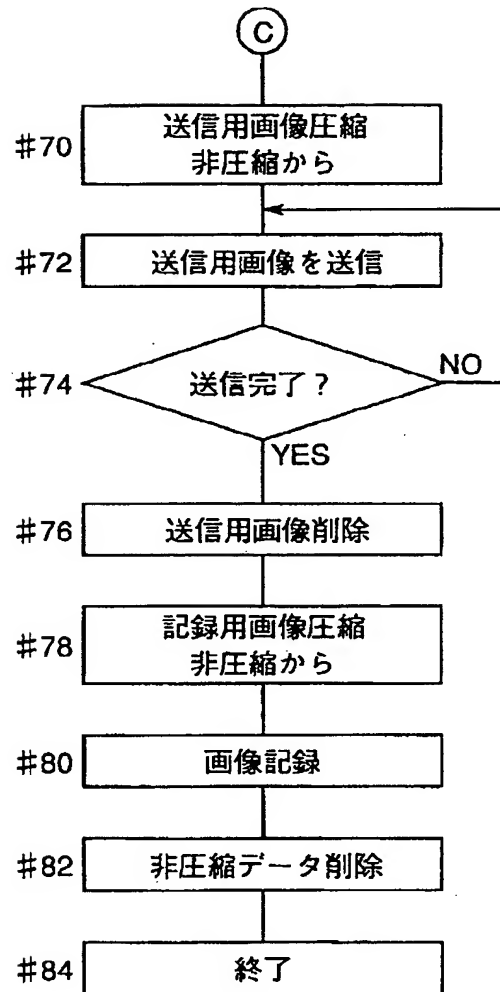 C
#70
送信用画像圧縮
非圧縮から
#72
送信用画像を送信
#74
送信完了？
NO
YES
#76
送信用画像削除
#78
記録用画像圧縮
非圧縮から
#80
画像記録
#82
非圧縮データ削除
#84
終了